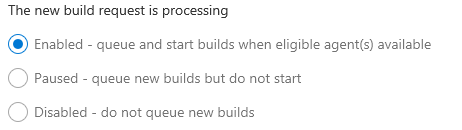 The new build request is processing
Enabled - queue and start builds when eligible agent(s) available
Paused - queue new builds but do not start
Disabled - do not queue new builds